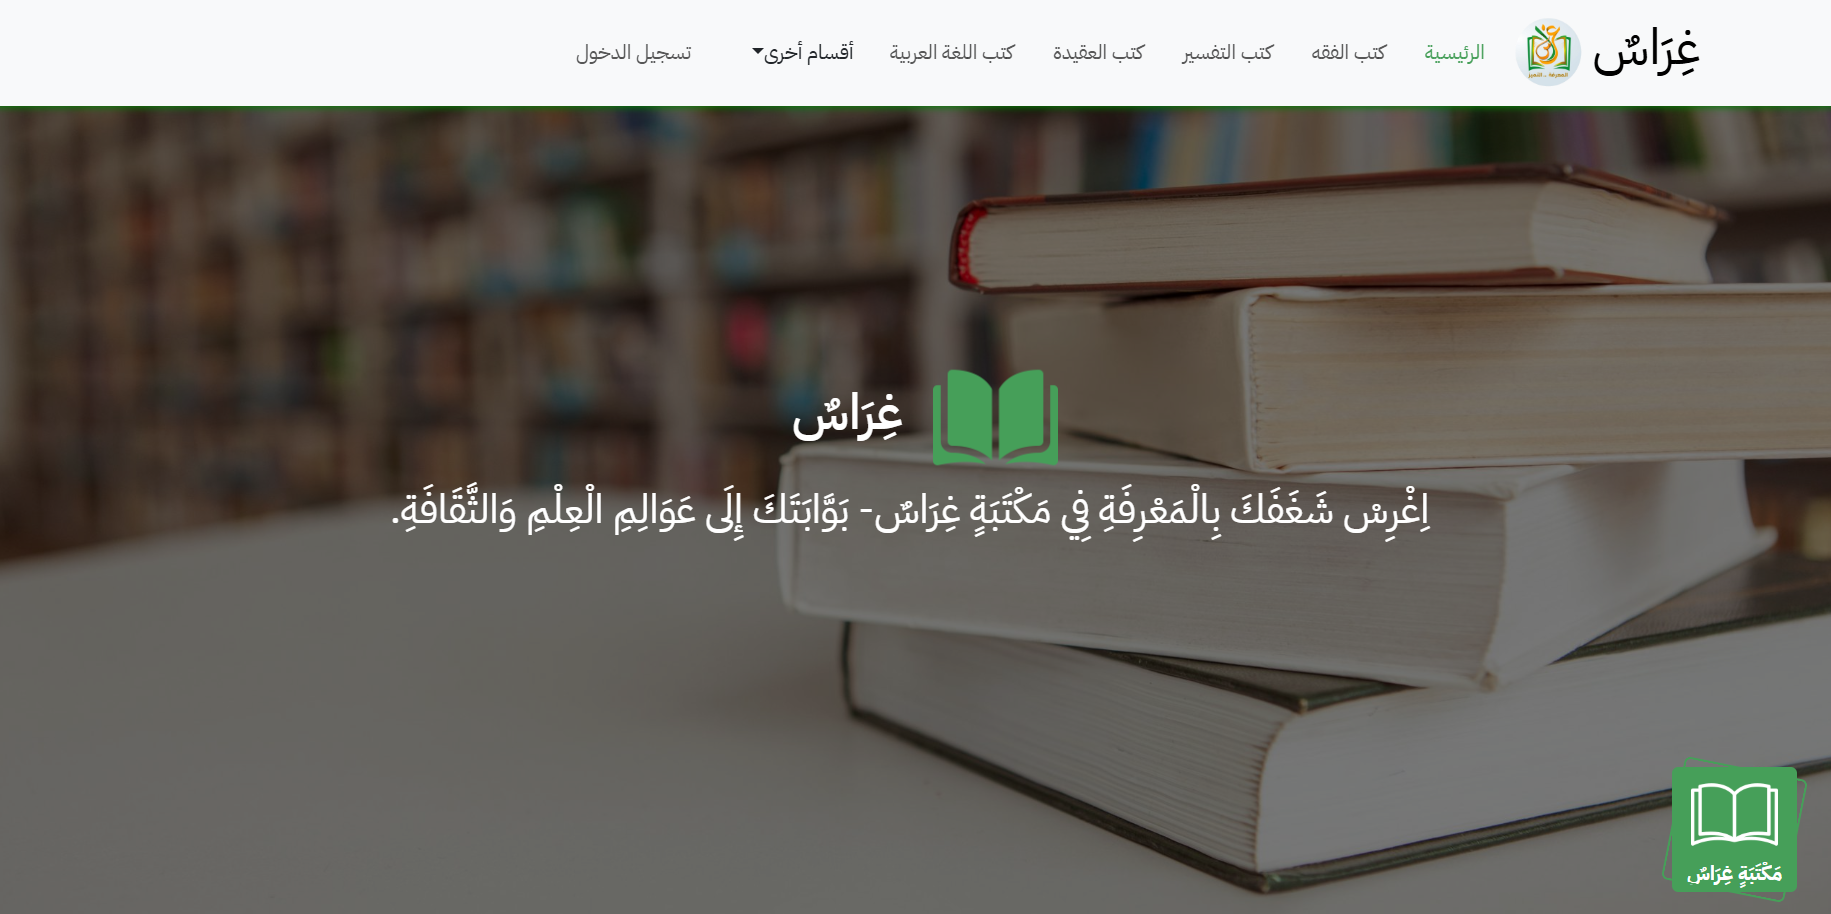 غِرَاسٌ
الرئيسية
كتب الفقه
كتب التفسير
كتب العقيدة
كتب اللغة العربية
أقسام أخرى
تسجيل الدخول
غِرَاسٌ
اِغْرِسْ شَغَفَكَ بِالْمَعْرِفَةِ فِي مَكْتَبَةٍ غِرَاسٌ- بَوَّابَتَكَ إِلَى عَوَالِمِ الْعِلْمِ وَالثَّقَافَةِ.
مَكْتَبَةٍ غِرَاسٌ